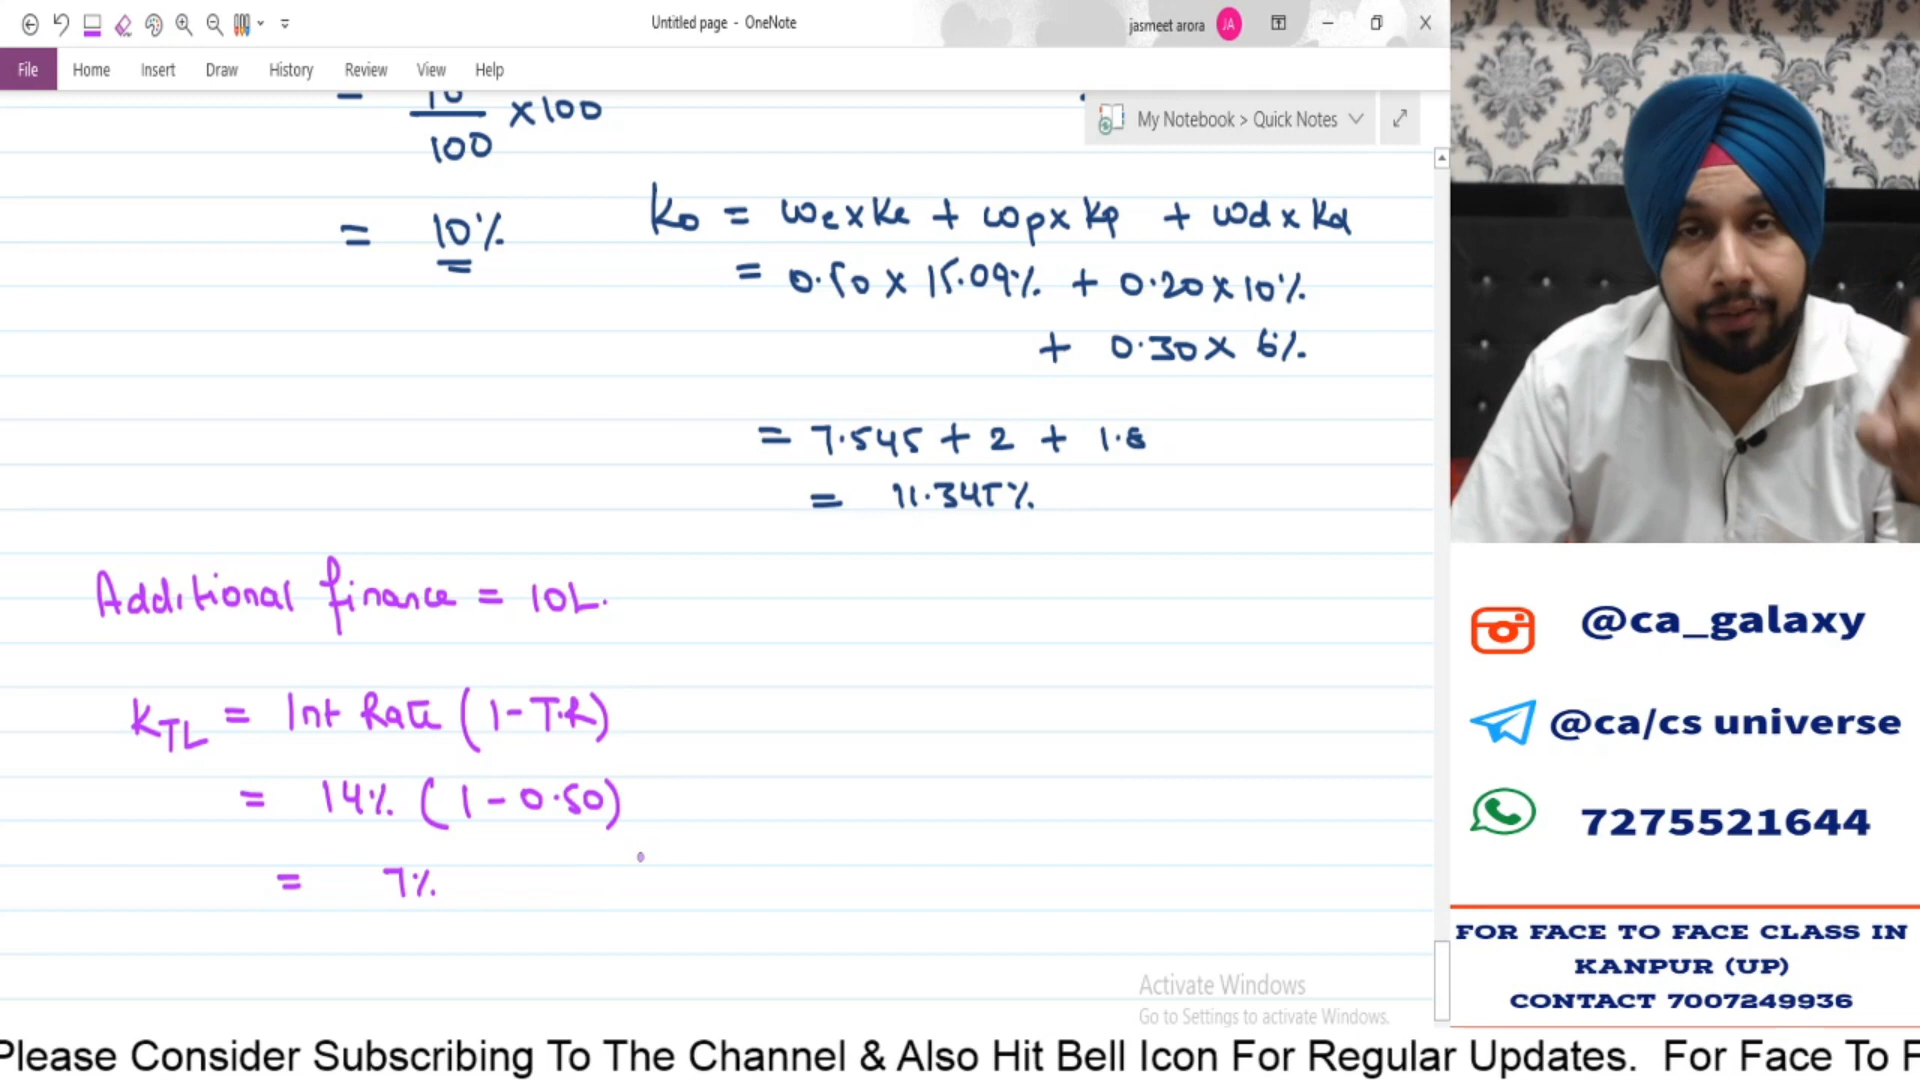 Untitled page - OneNote
jasmeet arora
JA
File Home Insert Draw History Review View Help
My Notebook > Quick Notes
= 10/100 x 100
= 10%
Ko = we x Ke + wp x Kp + wd x Kd
= 0.50 x 15.09% + 0.20 x 10%
+ 0.30 x 6%
= 7.545 + 2 + 1.8
= 11.345%
Additional finance = 10L.
KTL = Int Rate (1 - T.R)
= 14% (1 - 0.50)
= 7%
@ca_galaxy
@ca/cs universe
7275521644
FOR FACE TO FACE CLASS IN
KANPUR (UP)
CONTACT 7007249936
Activate Windows
Go to Settings to activate Windows.
Please Consider Subscribing To The Channel & Also Hit Bell Icon For Regular Updates. For Face To F